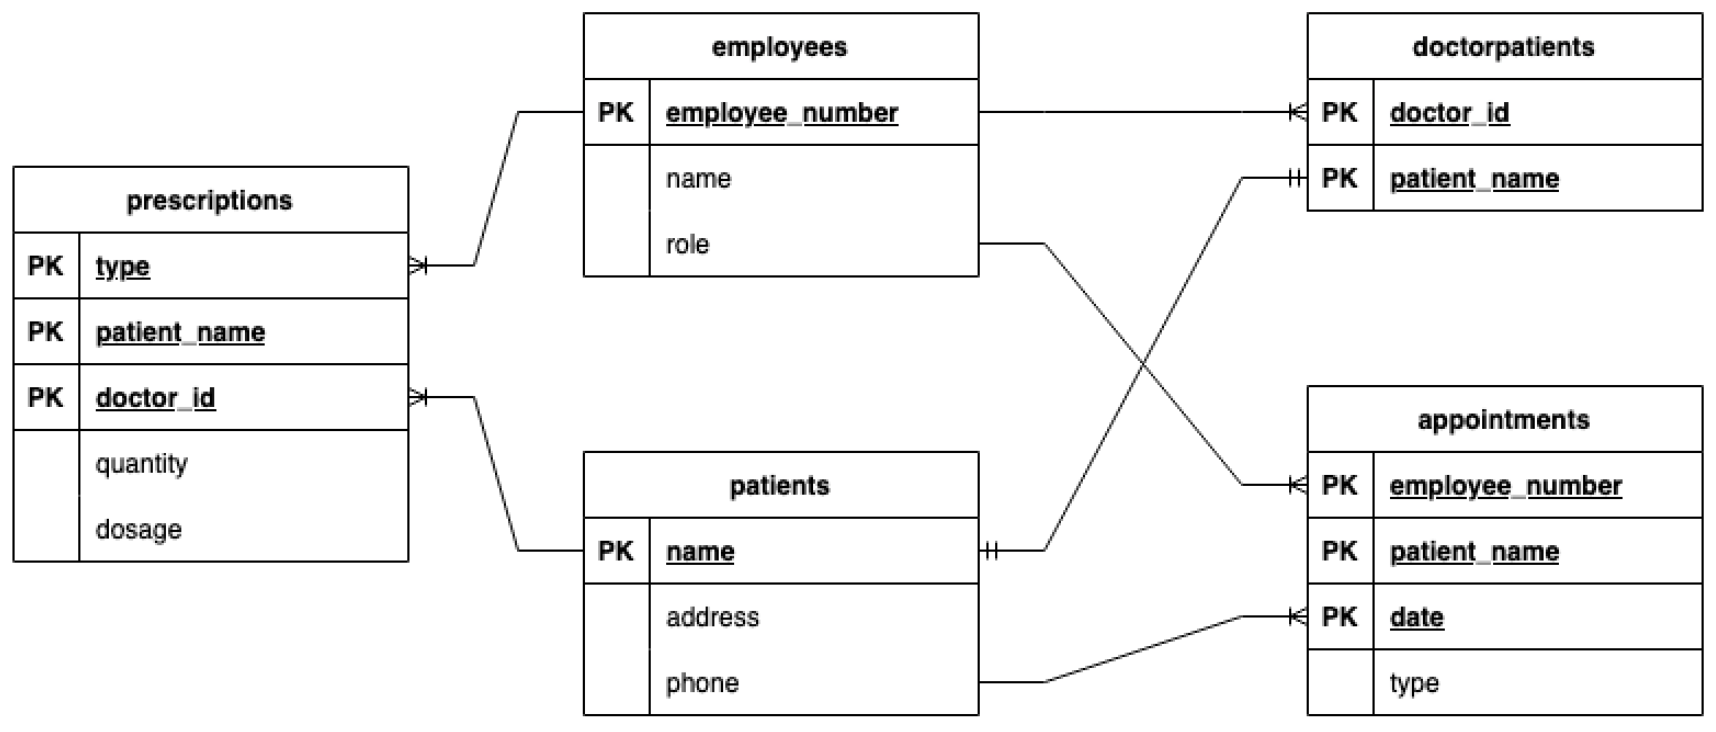 employees
PK employee_number
name
role
doctorpatients
PK doctor_id
PK patient_name
prescriptions
PK type
PK patient_name
PK doctor_id
quantity
dosage
patients
PK name
address
phone
appointments
PK employee_number
PK patient_name
PK date
type